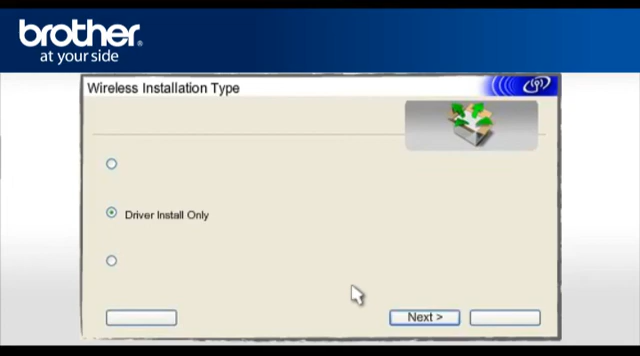 brother
at your side
Wireless Installation Type
Driver Install Only
Next >